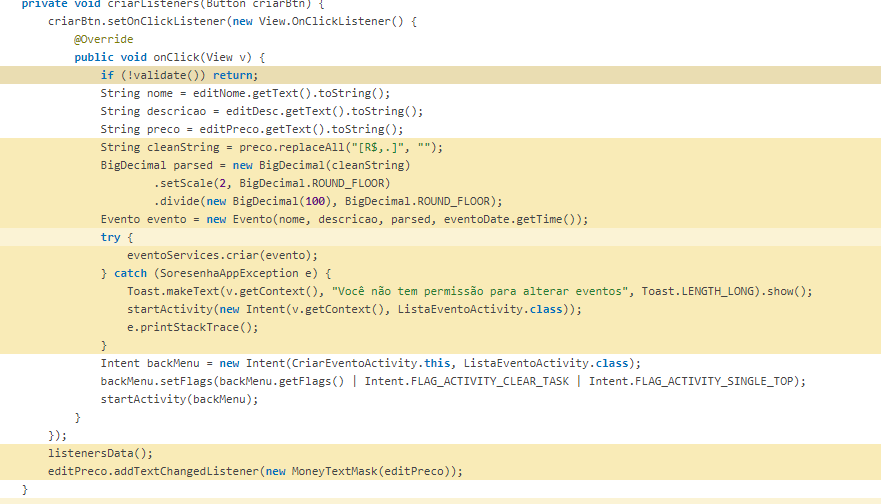 private void criarListeners(Button criarBtn) {
criarBtn.setOnClickListener(new View.OnClickListener() {
@Override
public void onClick(View v) {
if (!validate()) return;
String nome = editNome.getText().toString();
String descricao = editDesc.getText().toString();
String preco = editPreco.getText().toString();
String cleanString = preco.replaceAll("[R$,.]", "");
BigDecimal parsed = new BigDecimal(cleanString)
.setScale(2, BigDecimal.ROUND_FLOOR)
.divide(new BigDecimal(100), BigDecimal.ROUND_FLOOR);
Evento evento = new Evento(nome, descricao, parsed, eventoDate.getTime());
try {
eventoServices.criar(evento);
} catch (SoresenhaAppException e) {
Toast.makeText(v.getContext(), "Você não tem permissão para alterar eventos", Toast.LENGTH_LONG).show();
startActivity(new Intent(v.getContext(), ListaEventoActivity.class));
e.printStackTrace();
}
Intent backMenu = new Intent(CriarEventoActivity.this, ListaEventoActivity.class);
backMenu.setFlags(backMenu.getFlags() | Intent.FLAG_ACTIVITY_CLEAR_TASK | Intent.FLAG_ACTIVITY_SINGLE_TOP);
startActivity(backMenu);
}
});
listenersData();
editPreco.addTextChangedListener(new MoneyTextMask(editPreco));
}